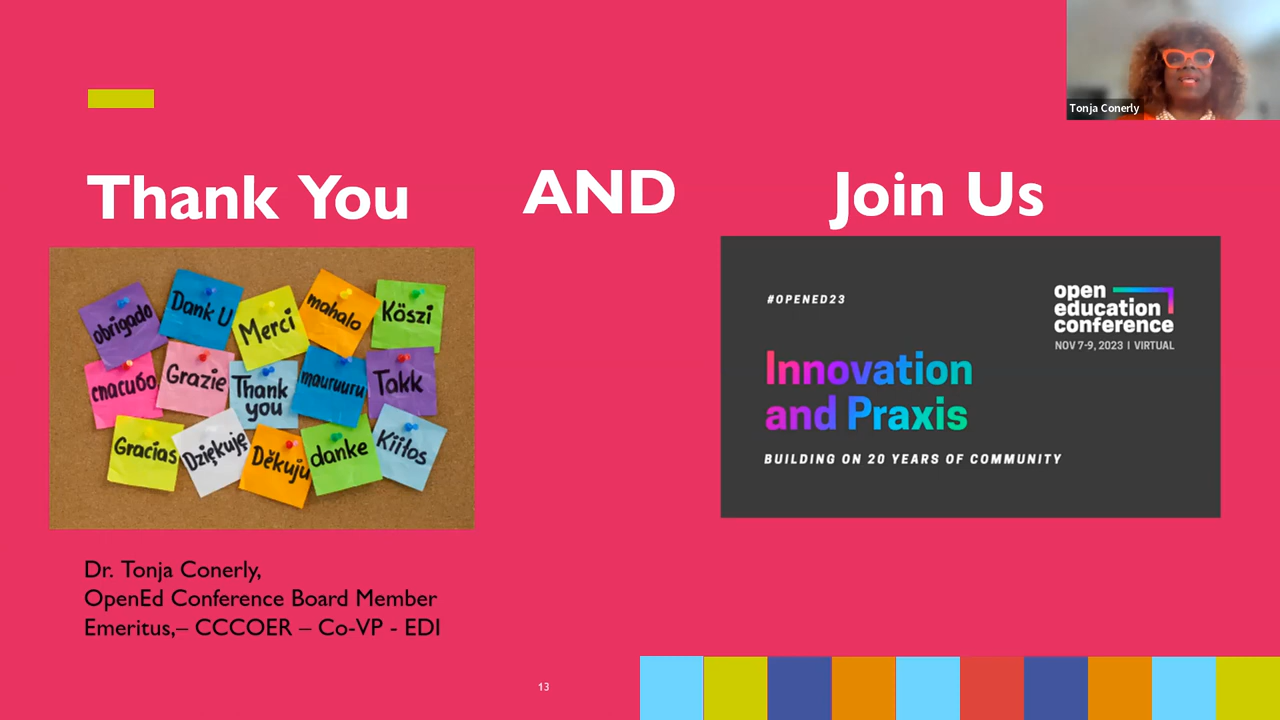 Tonja Conerly
Thank You
AND
Join Us
obrigado
Dank U
Merci
mahalo
Köszi
спасибо
Grazie
Thank
you
mauruuru
Takk
Gracias
Dziękuję
Děkuju
danke
Kiitos
#OPENED23
open
education
conference
NOV 7-9, 2023 | VIRTUAL
Innovation
and Praxis
BUILDING ON 20 YEARS OF COMMUNITY
Dr. Tonja Conerly,
OpenEd Conference Board Member
Emeritus,– CCCOER – Co-VP - EDI
13